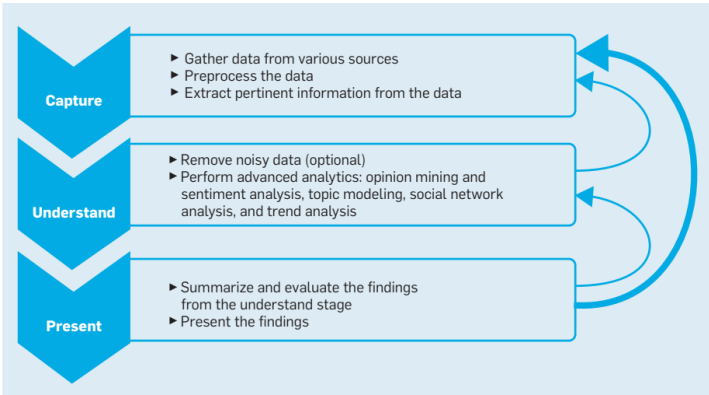 Capture
► Gather data from various sources
► Preprocess the data
► Extract pertinent information from the data
Understand
► Remove noisy data (optional)
► Perform advanced analytics: opinion mining and
sentiment analysis, topic modeling, social network
analysis, and trend analysis
Present
► Summarize and evaluate the findings
from the understand stage
► Present the findings